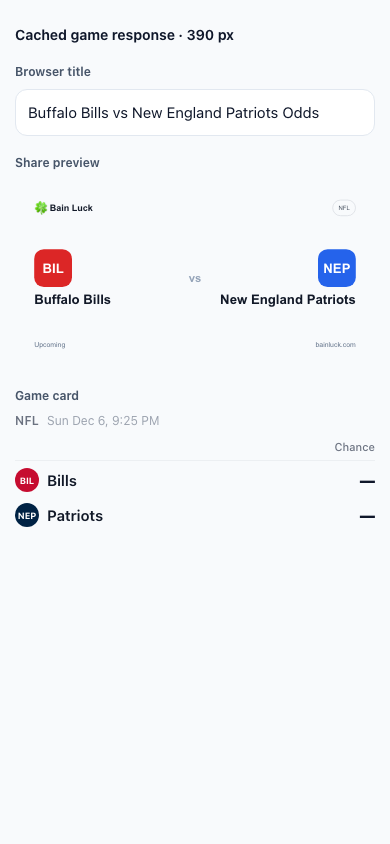 Cached game response · 390 px
Browser title
Buffalo Bills vs New England Patriots Odds
Share preview
Bain Luck
NFL
BIL
vs
NEP
Buffalo Bills
New England Patriots
Upcoming
bainluck.com
Game card
NFL Sun Dec 6, 9:25 PM
Chance
BIL Bills —
NEP Patriots —